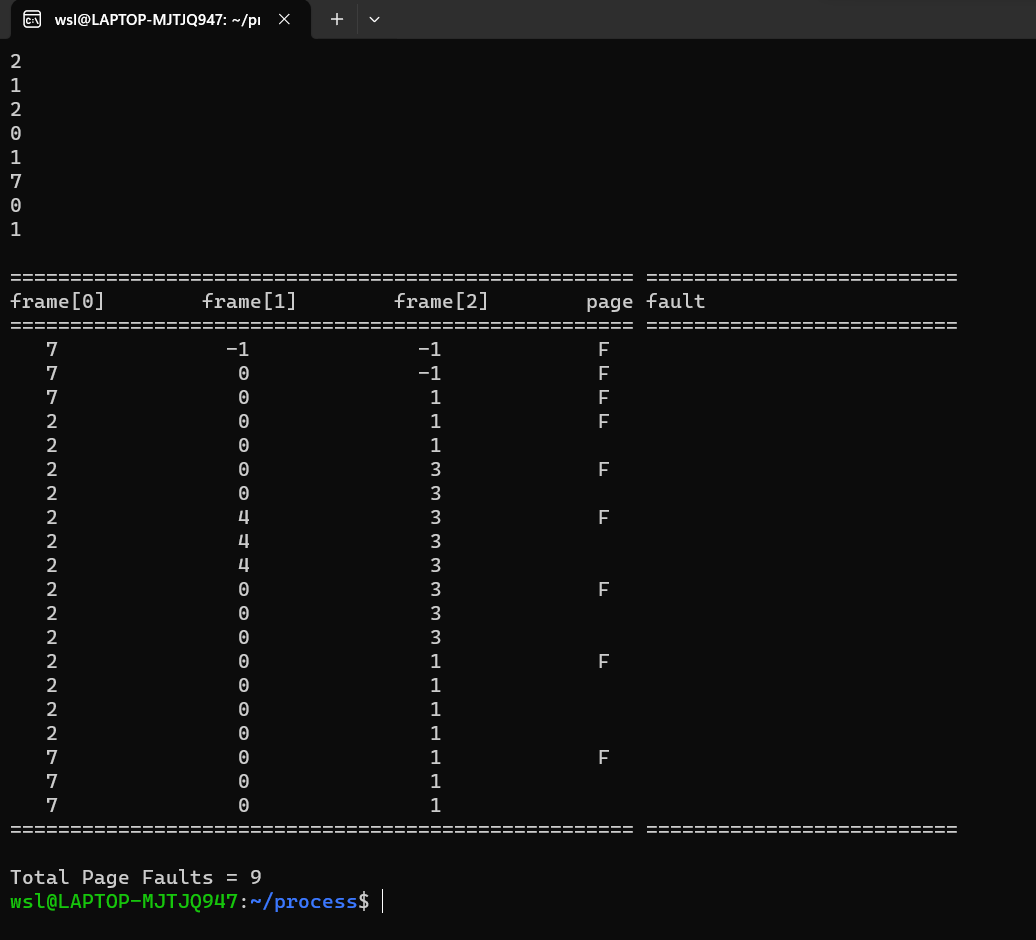 wsl@LAPTOP-MJTJQ947: ~/pr
2
1
2
0
1
7
0
1
==================================================== ==========================
frame[0]        frame[1]        frame[2]        page fault
==================================================== ==========================
7 -1 -1 F
7 0 -1 F
7 0 1 F
2 0 1 F
2 0 1
2 0 3 F
2 0 3
2 4 3 F
2 4 3
2 4 3
2 0 3 F
2 0 3
2 0 3
2 0 1 F
2 0 1
2 0 1
2 0 1
7 0 1 F
7 0 1
7 0 1
==================================================== ==========================
Total Page Faults = 9
wsl@LAPTOP-MJTJQ947:~/process$